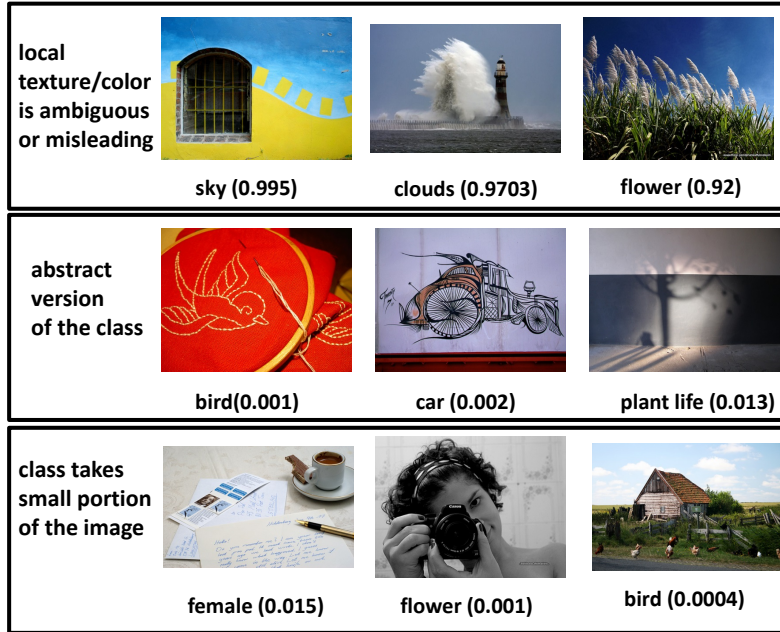 local
texture/color
is ambiguous
or misleading
sky (0.995)
clouds (0.9703)
flower (0.92)
abstract
version
of the class
bird(0.001)
car (0.002)
plant life (0.013)
class takes
small portion
of the image
Canon
female (0.015)
flower (0.001)
bird (0.0004)